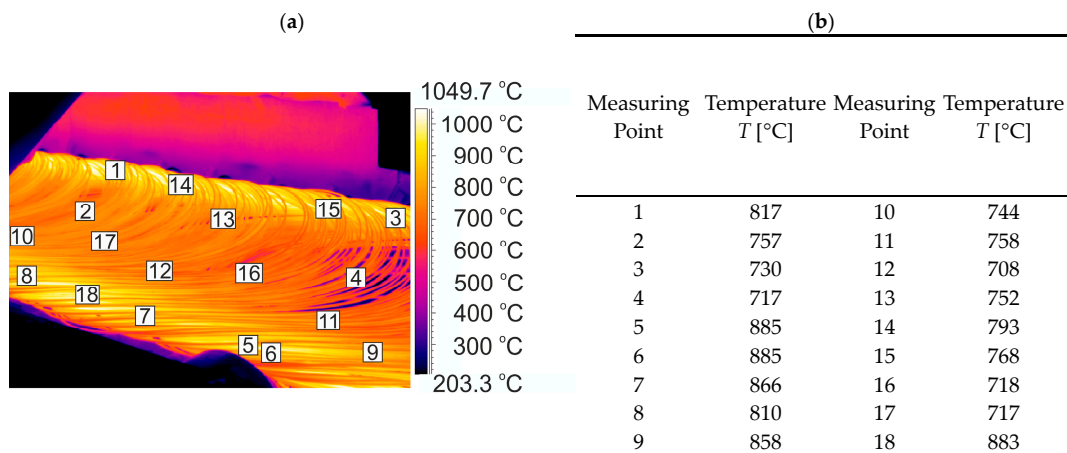 (a)
1049.7 °C
1000 °C
900 °C
800 °C
700 °C
600 °C
500 °C
400 °C
300 °C
203.3 °C
1
14
2
13
15
3
10
17
12
16
8
4
18
7
11
5
6
9
(b)
Measuring Point Temperature T [°C] Measuring Point Temperature T [°C]
1 817 10 744
2 757 11 758
3 730 12 708
4 717 13 752
5 885 14 793
6 885 15 768
7 866 16 718
8 810 17 717
9 858 18 883